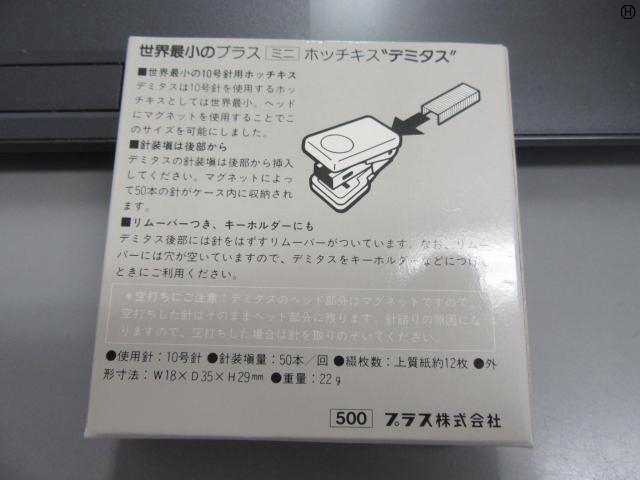 世界最小のプラス ミニ ホッチキス“デミタス”
■世界最小の10号針用ホッチキス
デミタスは10号針を使用するホッ
チキスとしては世界最小。ヘッド
にマグネットを使用することでこ
のサイズを可能にしました。
■針装塡は後部から
デミタスの針装塡は後部から挿入
してください。マグネットによっ
て50本の針がケース内に収納されま
ます。
■リムーバーつき、キーホルダーにも
デミタス後部には針をはずすリムーバーがついています。なお、リムー
バーには穴が空いていますので、デミタスをキーホルダーなどにつけ
ときにご利用ください。
*空打ちにご注意：デミタスのヘッド部分はマグネットですので、
空打ちした針はそのままヘッド部分に残ります。針詰りの原因にな
りますので、空打ちした場合は針を取りのぞいてください。
●使用針：10号針 ●針装塡量：50本／回 ●綴枚数：上質紙約12枚 ●外
形寸法：W18×D35×H29mm ●重量：22g
500 プラス株式会社
H